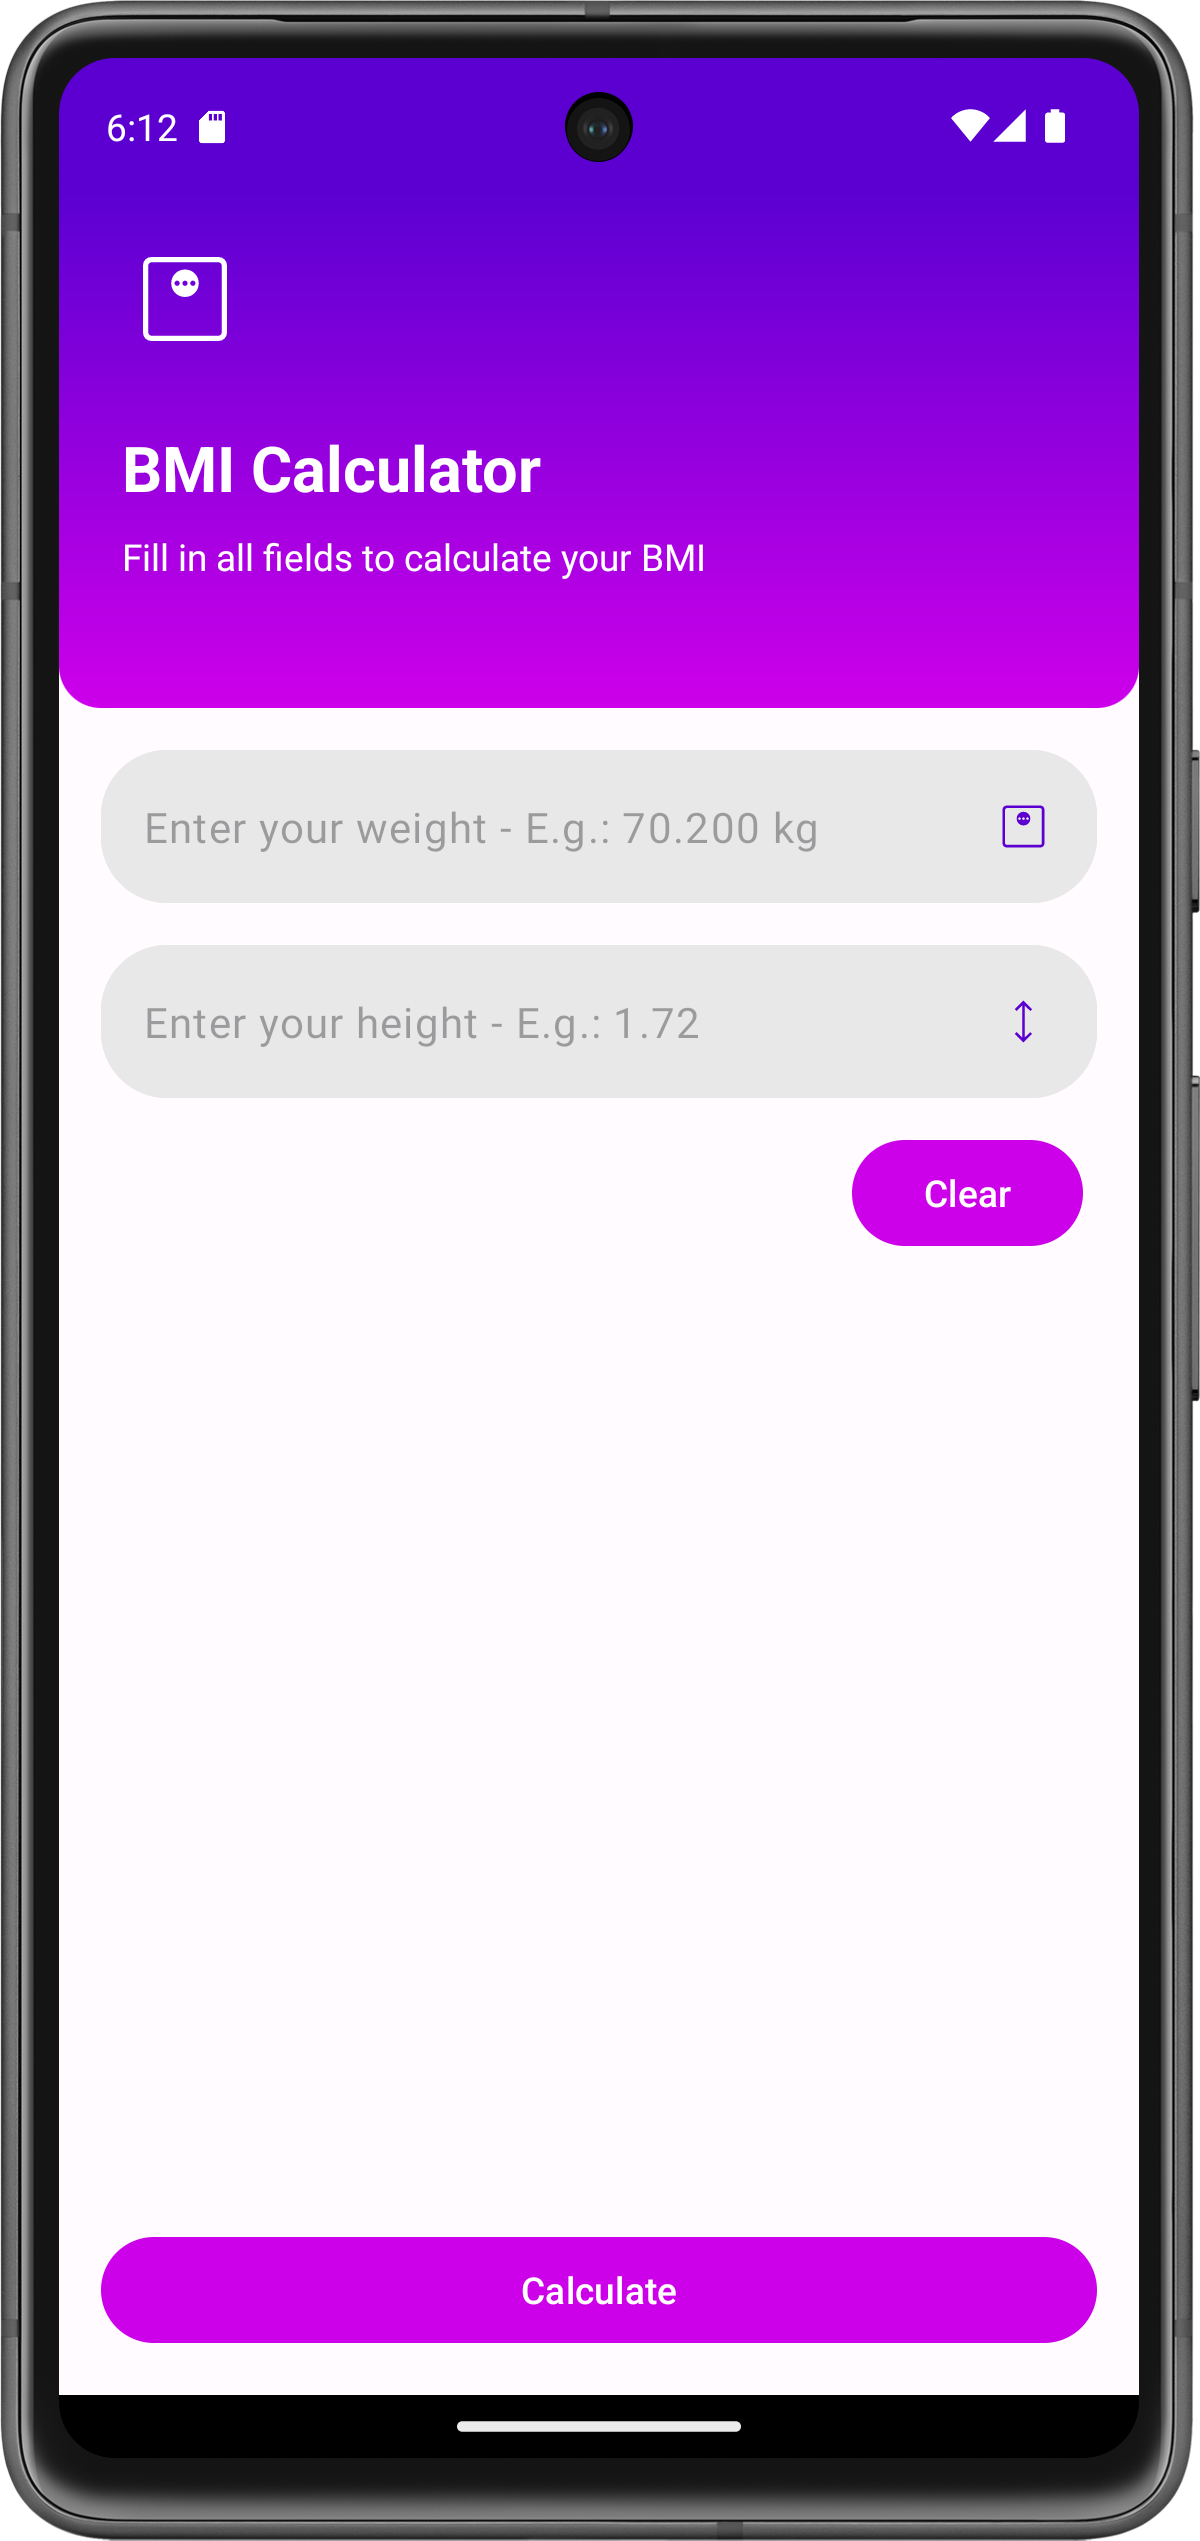 6:12
BMI Calculator
Fill in all fields to calculate your BMI
Enter your weight - E.g.: 70.200 kg
Enter your height - E.g.: 1.72
Clear
Calculate